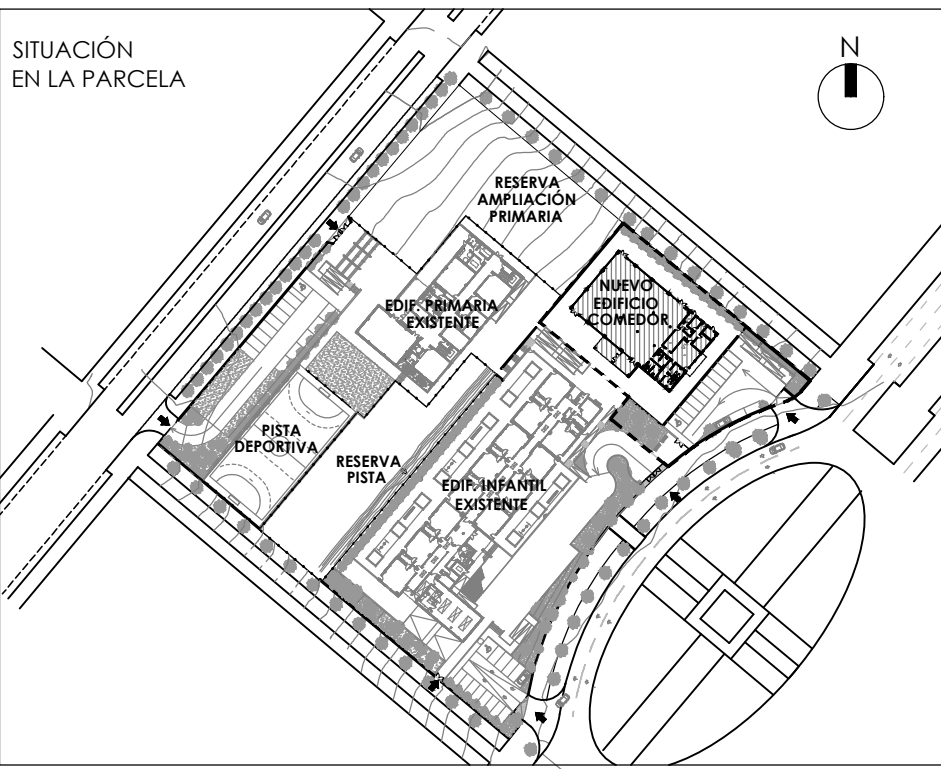 SITUACIÓN
EN LA PARCELA
N
RESERVA
AMPLIACIÓN
PRIMARIA
NUEVO
EDIFICIO
COMEDOR
EDIF. PRIMARIA
EXISTENTE
PISTA
DEPORTIVA
RESERVA
PISTA
EDIF. INFANTIL
EXISTENTE